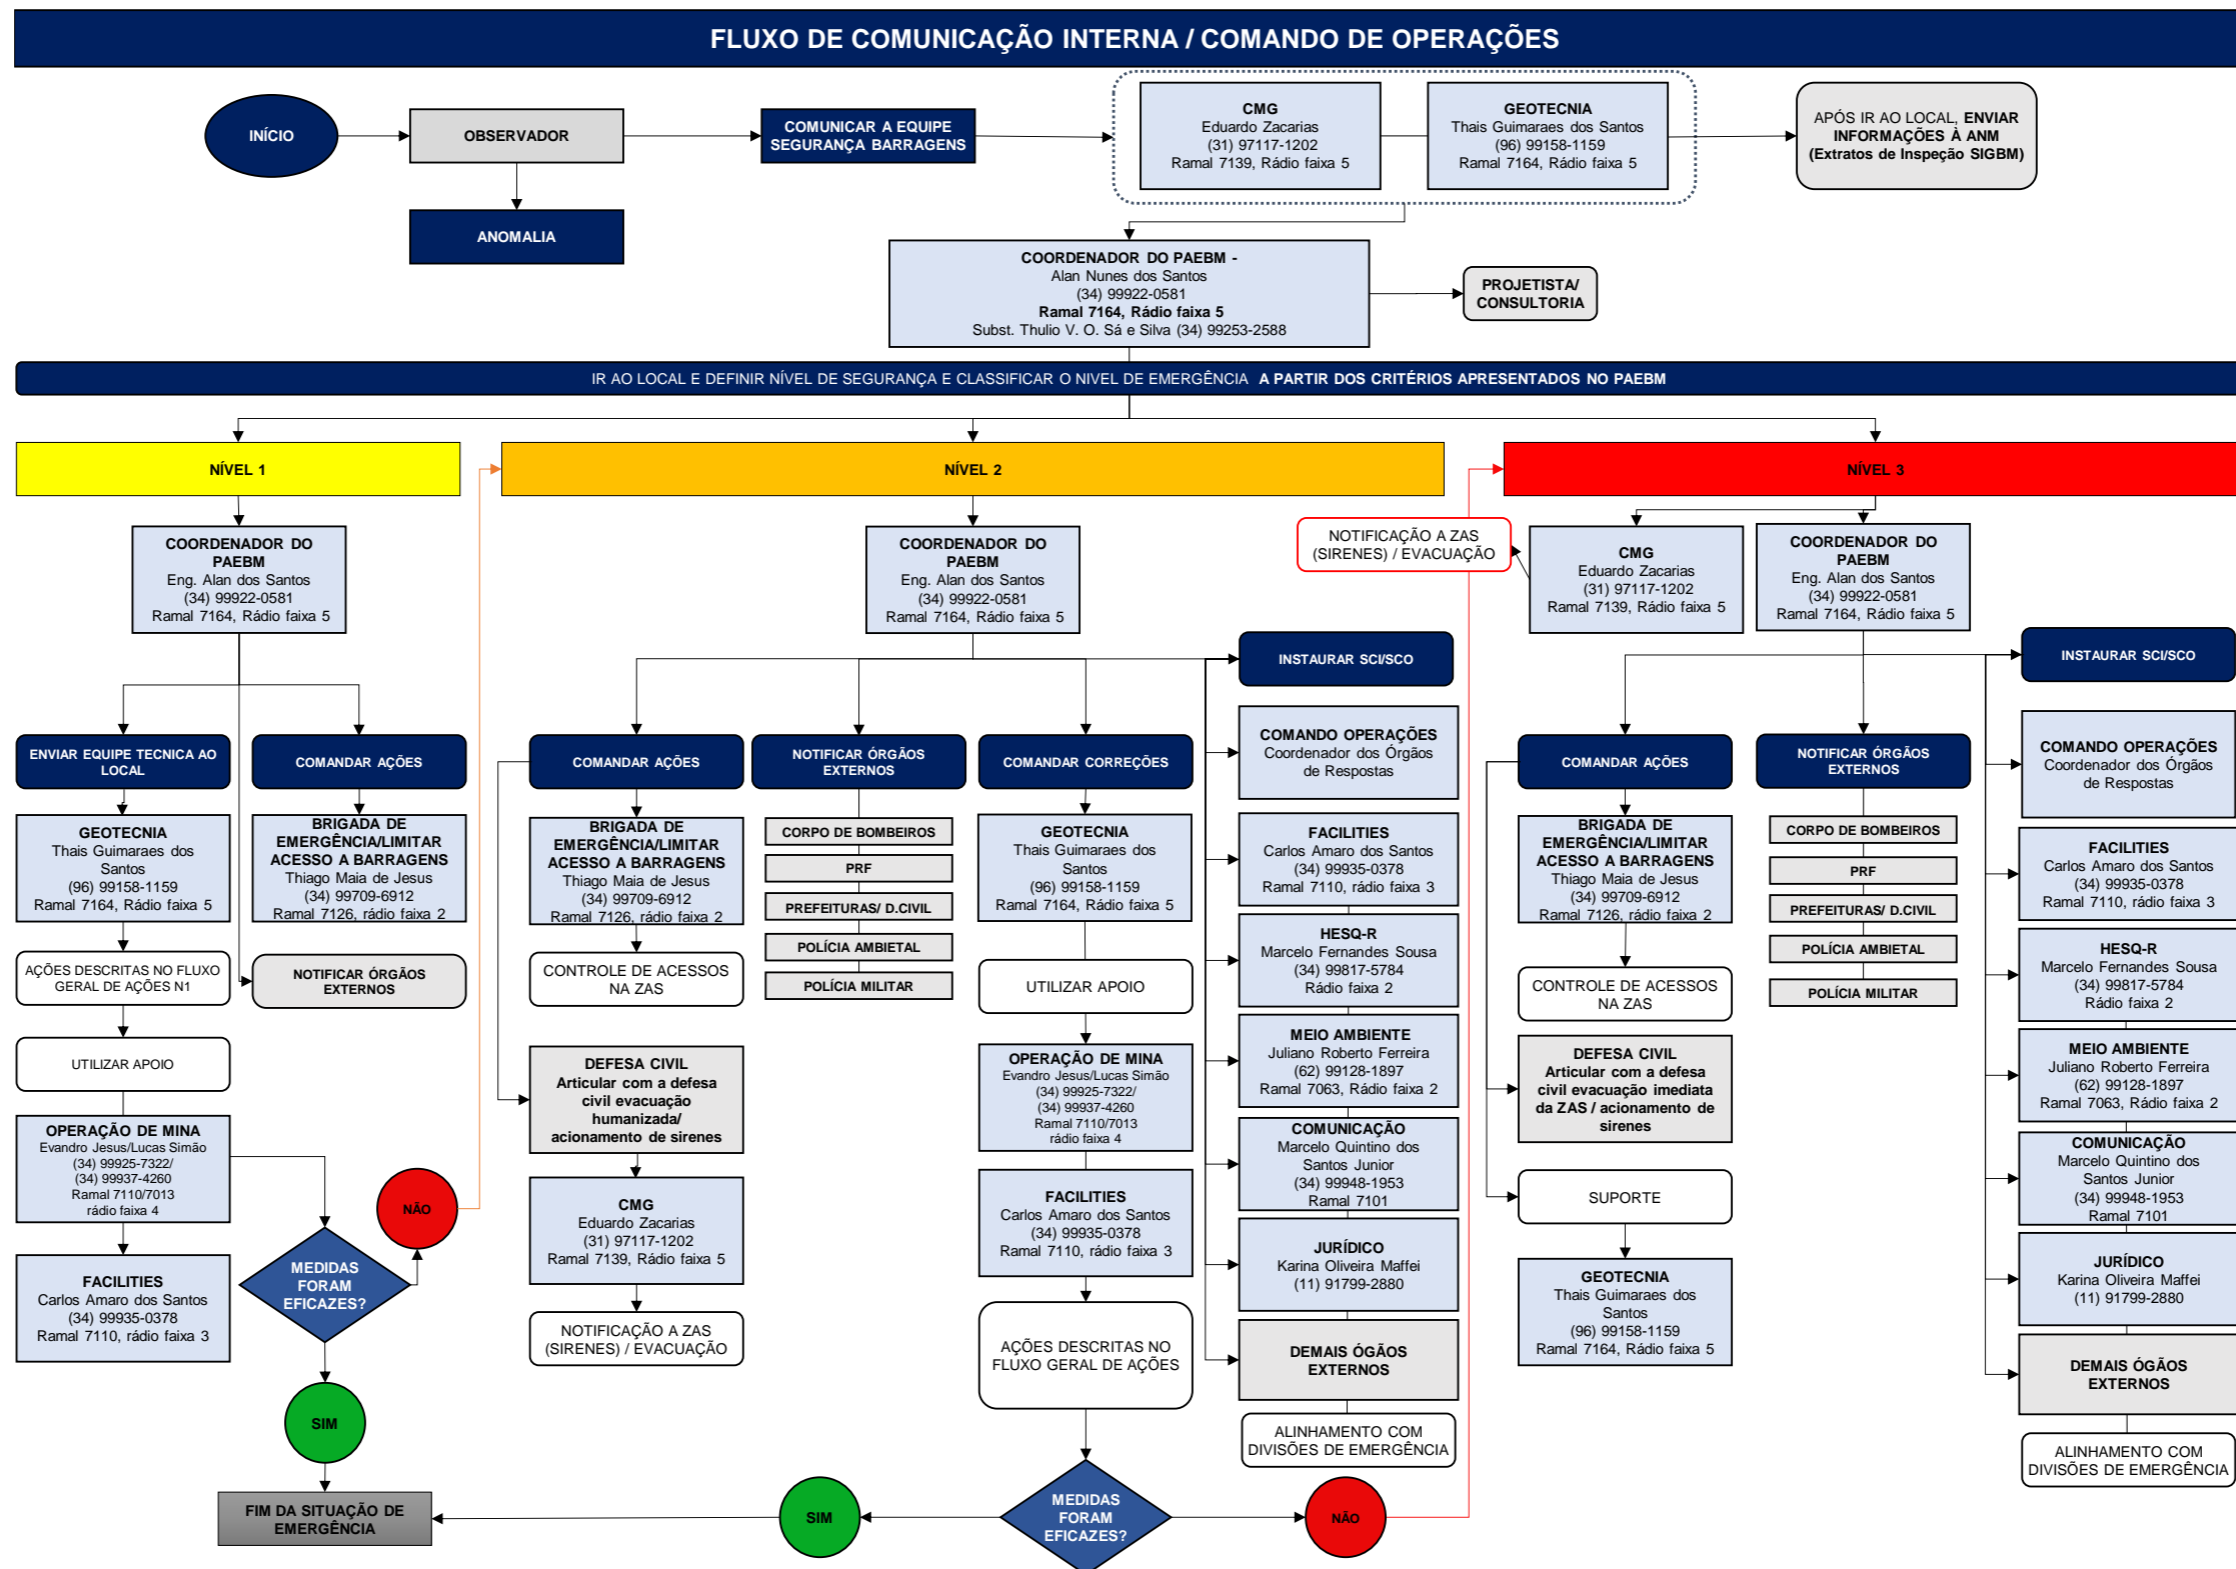 FLUXO DE COMUNICAÇÃO INTERNA / COMANDO DE OPERAÇÕES
INÍCIO
OBSERVADOR
ANOMALIA
COMUNICAR A EQUIPE
SEGURANÇA BARRAGENS
CMG
Eduardo Zacarias
(31) 97117-1202
Ramal 7139, Rádio faixa 5
GEOTECNIA
Thais Guimaraes dos Santos
(96) 99158-1159
Ramal 7164, Rádio faixa 5
APÓS IR AO LOCAL, ENVIAR
INFORMAÇÕES À ANM
(Extratos de Inspeção SIGBM)
COORDENADOR DO PAEBM -
Alan Nunes dos Santos
(34) 99922-0581
Ramal 7164, Rádio faixa 5
Subst. Thulio V. O. Sá e Silva (34) 99253-2588
PROJETISTA/
CONSULTORIA
IR AO LOCAL E DEFINIR NÍVEL DE SEGURANÇA E CLASSIFICAR O NIVEL DE EMERGÊNCIA A PARTIR DOS CRITÉRIOS APRESENTADOS NO PAEBM
NÍVEL 1
COORDENADOR DO
PAEBM
Eng. Alan dos Santos
(34) 99922-0581
Ramal 7164, Rádio faixa 5
ENVIAR EQUIPE TECNICA AO
LOCAL
GEOTECNIA
Thais Guimaraes dos
Santos
(96) 99158-1159
Ramal 7164, Rádio faixa 5
AÇÕES DESCRITAS NO FLUXO
GERAL DE AÇÕES N1
UTILIZAR APOIO
OPERAÇÃO DE MINA
Evandro Jesus/Lucas Simão
(34) 99925-7322/
(34) 99937-4260
Ramal 7110/7013
rádio faixa 4
FACILITIES
Carlos Amaro dos Santos
(34) 99935-0378
Ramal 7110, rádio faixa 3
COMANDAR AÇÕES
BRIGADA DE
EMERGÊNCIA/LIMITAR
ACESSO A BARRAGENS
Thiago Maia de Jesus
(34) 99709-6912
Ramal 7126, rádio faixa 2
NOTIFICAR ÓRGÃOS
EXTERNOS
MEDIDAS
FORAM
EFICAZES?
NÃO
SIM
FIM DA SITUAÇÃO DE
EMERGÊNCIA
NÍVEL 2
COORDENADOR DO
PAEBM
Eng. Alan dos Santos
(34) 99922-0581
Ramal 7164, Rádio faixa 5
COMANDAR AÇÕES
BRIGADA DE
EMERGÊNCIA/LIMITAR
ACESSO A BARRAGENS
Thiago Maia de Jesus
(34) 99709-6912
Ramal 7126, rádio faixa 2
CONTROLE DE ACESSOS
NA ZAS
DEFESA CIVIL
Articular com a defesa
civil evacuação
humanizada/
acionamento de sirenes
CMG
Eduardo Zacarias
(31) 97117-1202
Ramal 7139, Rádio faixa 5
NOTIFICAÇÃO A ZAS
(SIRENES) / EVACUAÇÃO
NOTIFICAR ÓRGÃOS
EXTERNOS
CORPO DE BOMBEIROS
PRF
PREFEITURAS/ D.CIVIL
POLÍCIA AMBIETAL
POLÍCIA MILITAR
COMANDAR CORREÇÕES
GEOTECNIA
Thais Guimaraes dos
Santos
(96) 99158-1159
Ramal 7164, Rádio faixa 5
UTILIZAR APOIO
OPERAÇÃO DE MINA
Evandro Jesus/Lucas Simão
(34) 99925-7322/
(34) 99937-4260
Ramal 7110/7013
rádio faixa 4
FACILITIES
Carlos Amaro dos Santos
(34) 99935-0378
Ramal 7110, rádio faixa 3
AÇÕES DESCRITAS NO
FLUXO GERAL DE AÇÕES
MEDIDAS
FORAM
EFICAZES?
SIM
NÃO
INSTAURAR SCI/SCO
COMANDO OPERAÇÕES
Coordenador dos Órgãos
de Respostas
FACILITIES
Carlos Amaro dos Santos
(34) 99935-0378
Ramal 7110, rádio faixa 3
HESQ-R
Marcelo Fernandes Sousa
(34) 99817-5784
Rádio faixa 2
MEIO AMBIENTE
Juliano Roberto Ferreira
(62) 99128-1897
Ramal 7063, Rádio faixa 2
COMUNICAÇÃO
Marcelo Quintino dos
Santos Junior
(34) 99948-1953
Ramal 7101
JURÍDICO
Karina Oliveira Maffei
(11) 91799-2880
DEMAIS ÓGÃOS
EXTERNOS
ALINHAMENTO COM
DIVISÕES DE EMERGÊNCIA
NÍVEL 3
NOTIFICAÇÃO A ZAS
(SIRENES) / EVACUAÇÃO
CMG
Eduardo Zacarias
(31) 97117-1202
Ramal 7139, Rádio faixa 5
COORDENADOR DO
PAEBM
Eng. Alan dos Santos
(34) 99922-0581
Ramal 7164, Rádio faixa 5
COMANDAR AÇÕES
BRIGADA DE
EMERGÊNCIA/LIMITAR
ACESSO A BARRAGENS
Thiago Maia de Jesus
(34) 99709-6912
Ramal 7126, rádio faixa 2
CONTROLE DE ACESSOS
NA ZAS
DEFESA CIVIL
Articular com a defesa
civil evacuação imediata
da ZAS / acionamento de
sirenes
SUPORTE
GEOTECNIA
Thais Guimaraes dos
Santos
(96) 99158-1159
Ramal 7164, Rádio faixa 5
NOTIFICAR ÓRGÃOS
EXTERNOS
CORPO DE BOMBEIROS
PRF
PREFEITURAS/ D.CIVIL
POLÍCIA AMBIETAL
POLÍCIA MILITAR
INSTAURAR SCI/SCO
COMANDO OPERAÇÕES
Coordenador dos Órgãos
de Respostas
FACILITIES
Carlos Amaro dos Santos
(34) 99935-0378
Ramal 7110, rádio faixa 3
HESQ-R
Marcelo Fernandes Sousa
(34) 99817-5784
Rádio faixa 2
MEIO AMBIENTE
Juliano Roberto Ferreira
(62) 99128-1897
Ramal 7063, Rádio faixa 2
COMUNICAÇÃO
Marcelo Quintino dos
Santos Junior
(34) 99948-1953
Ramal 7101
JURÍDICO
Karina Oliveira Maffei
(11) 91799-2880
DEMAIS ÓGÃOS
EXTERNOS
ALINHAMENTO COM
DIVISÕES DE EMERGÊNCIA